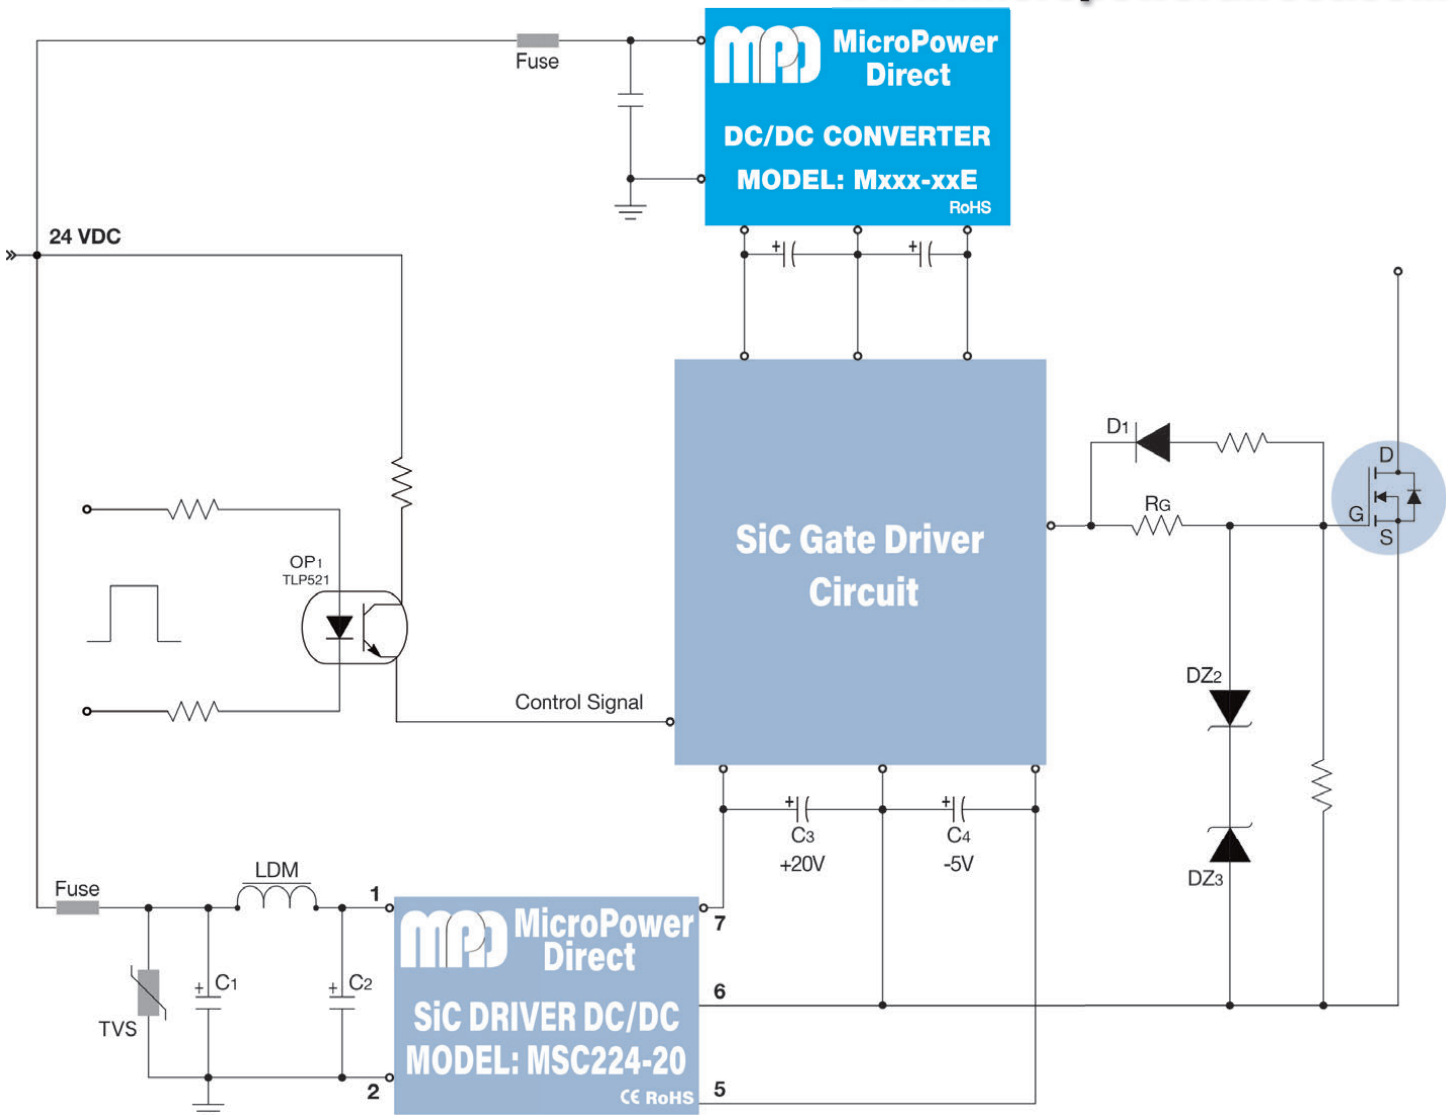 Fuse
MPD MicroPower
Direct
DC/DC CONVERTER
MODEL: Mxxx-xxE
RoHS
24 VDC
D1
RG
D
G
S
SiC Gate Driver
Circuit
OP1
TLP521
Control Signal
DZ2
DZ3
C3
+20V
C4
-5V
Fuse
LDM
1
7
MPD MicroPower
Direct
TVS
+ C1
+ C2
6
SiC DRIVER DC/DC
MODEL: MSC224-20
2
5
CE RoHS